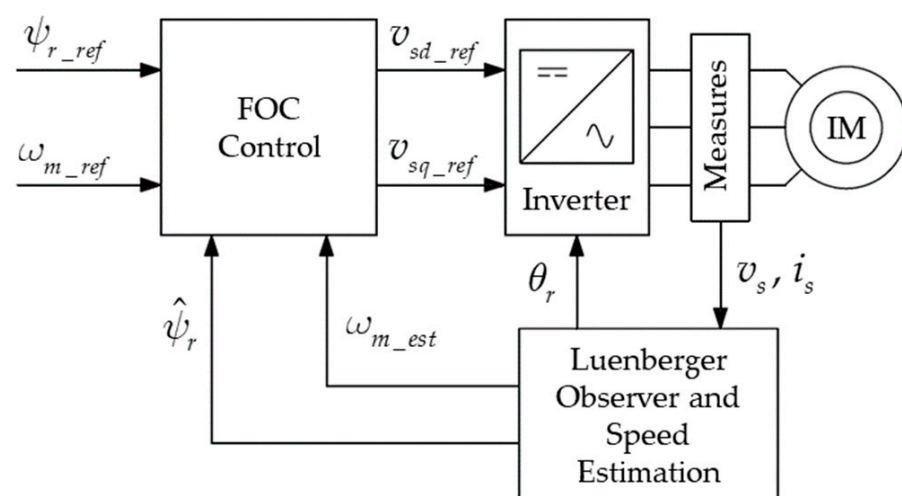 ψr_ref
vsd_ref
FOC
Control
IM
Measures
ωm_ref
vsq_ref
Inverter
θr
vs, is
ψ̂r
ωm_est
Luenberger
Observer and
Speed
Estimation